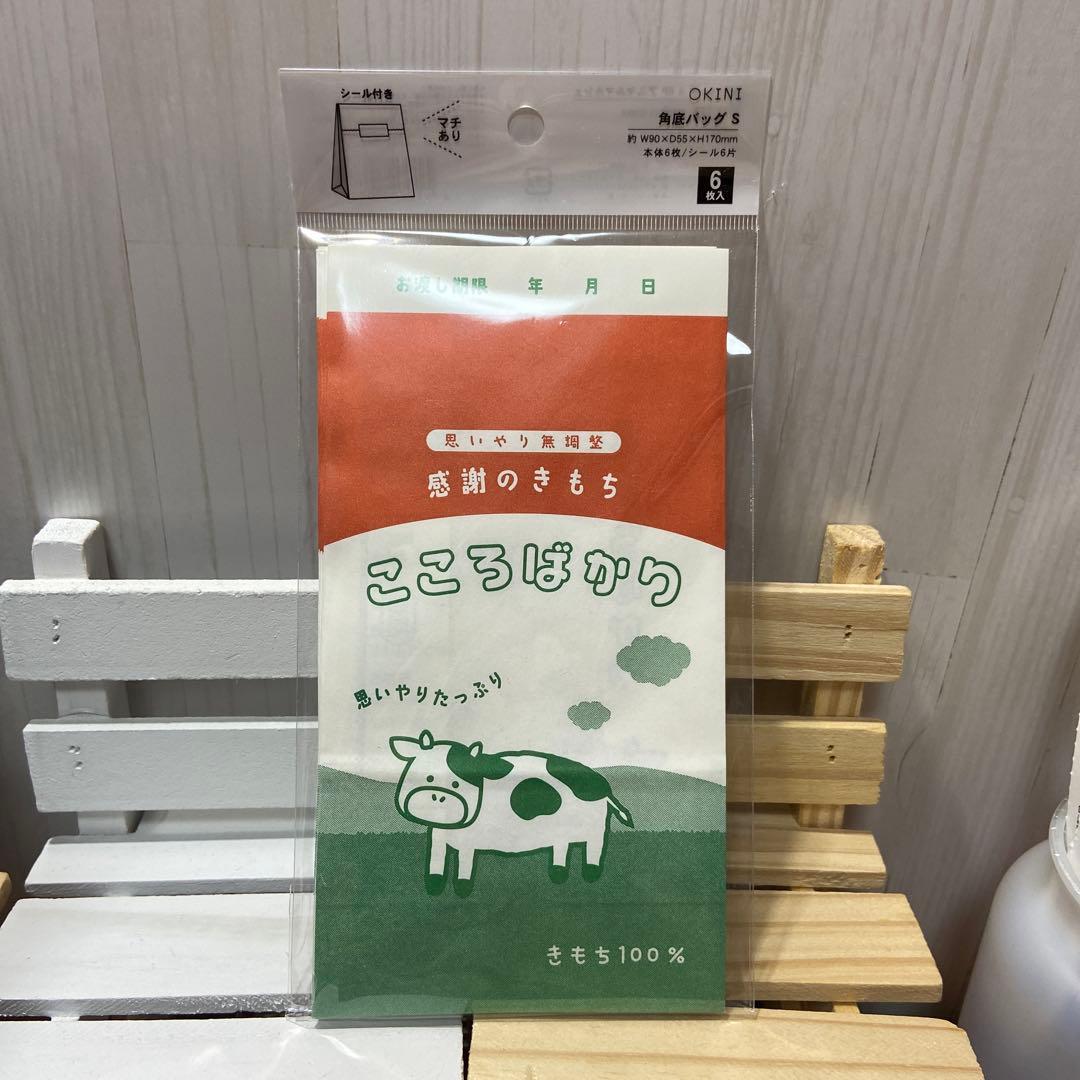 シール付き
マチ
あり
OKINI
角底バッグ S
約 W90×D55×H170mm
本体6枚/シール6片
6
枚入
お渡し期限 年 月 日
思いやり無調整
感謝のきもち
こころばかり
思いやりたっぷり
きもち100%